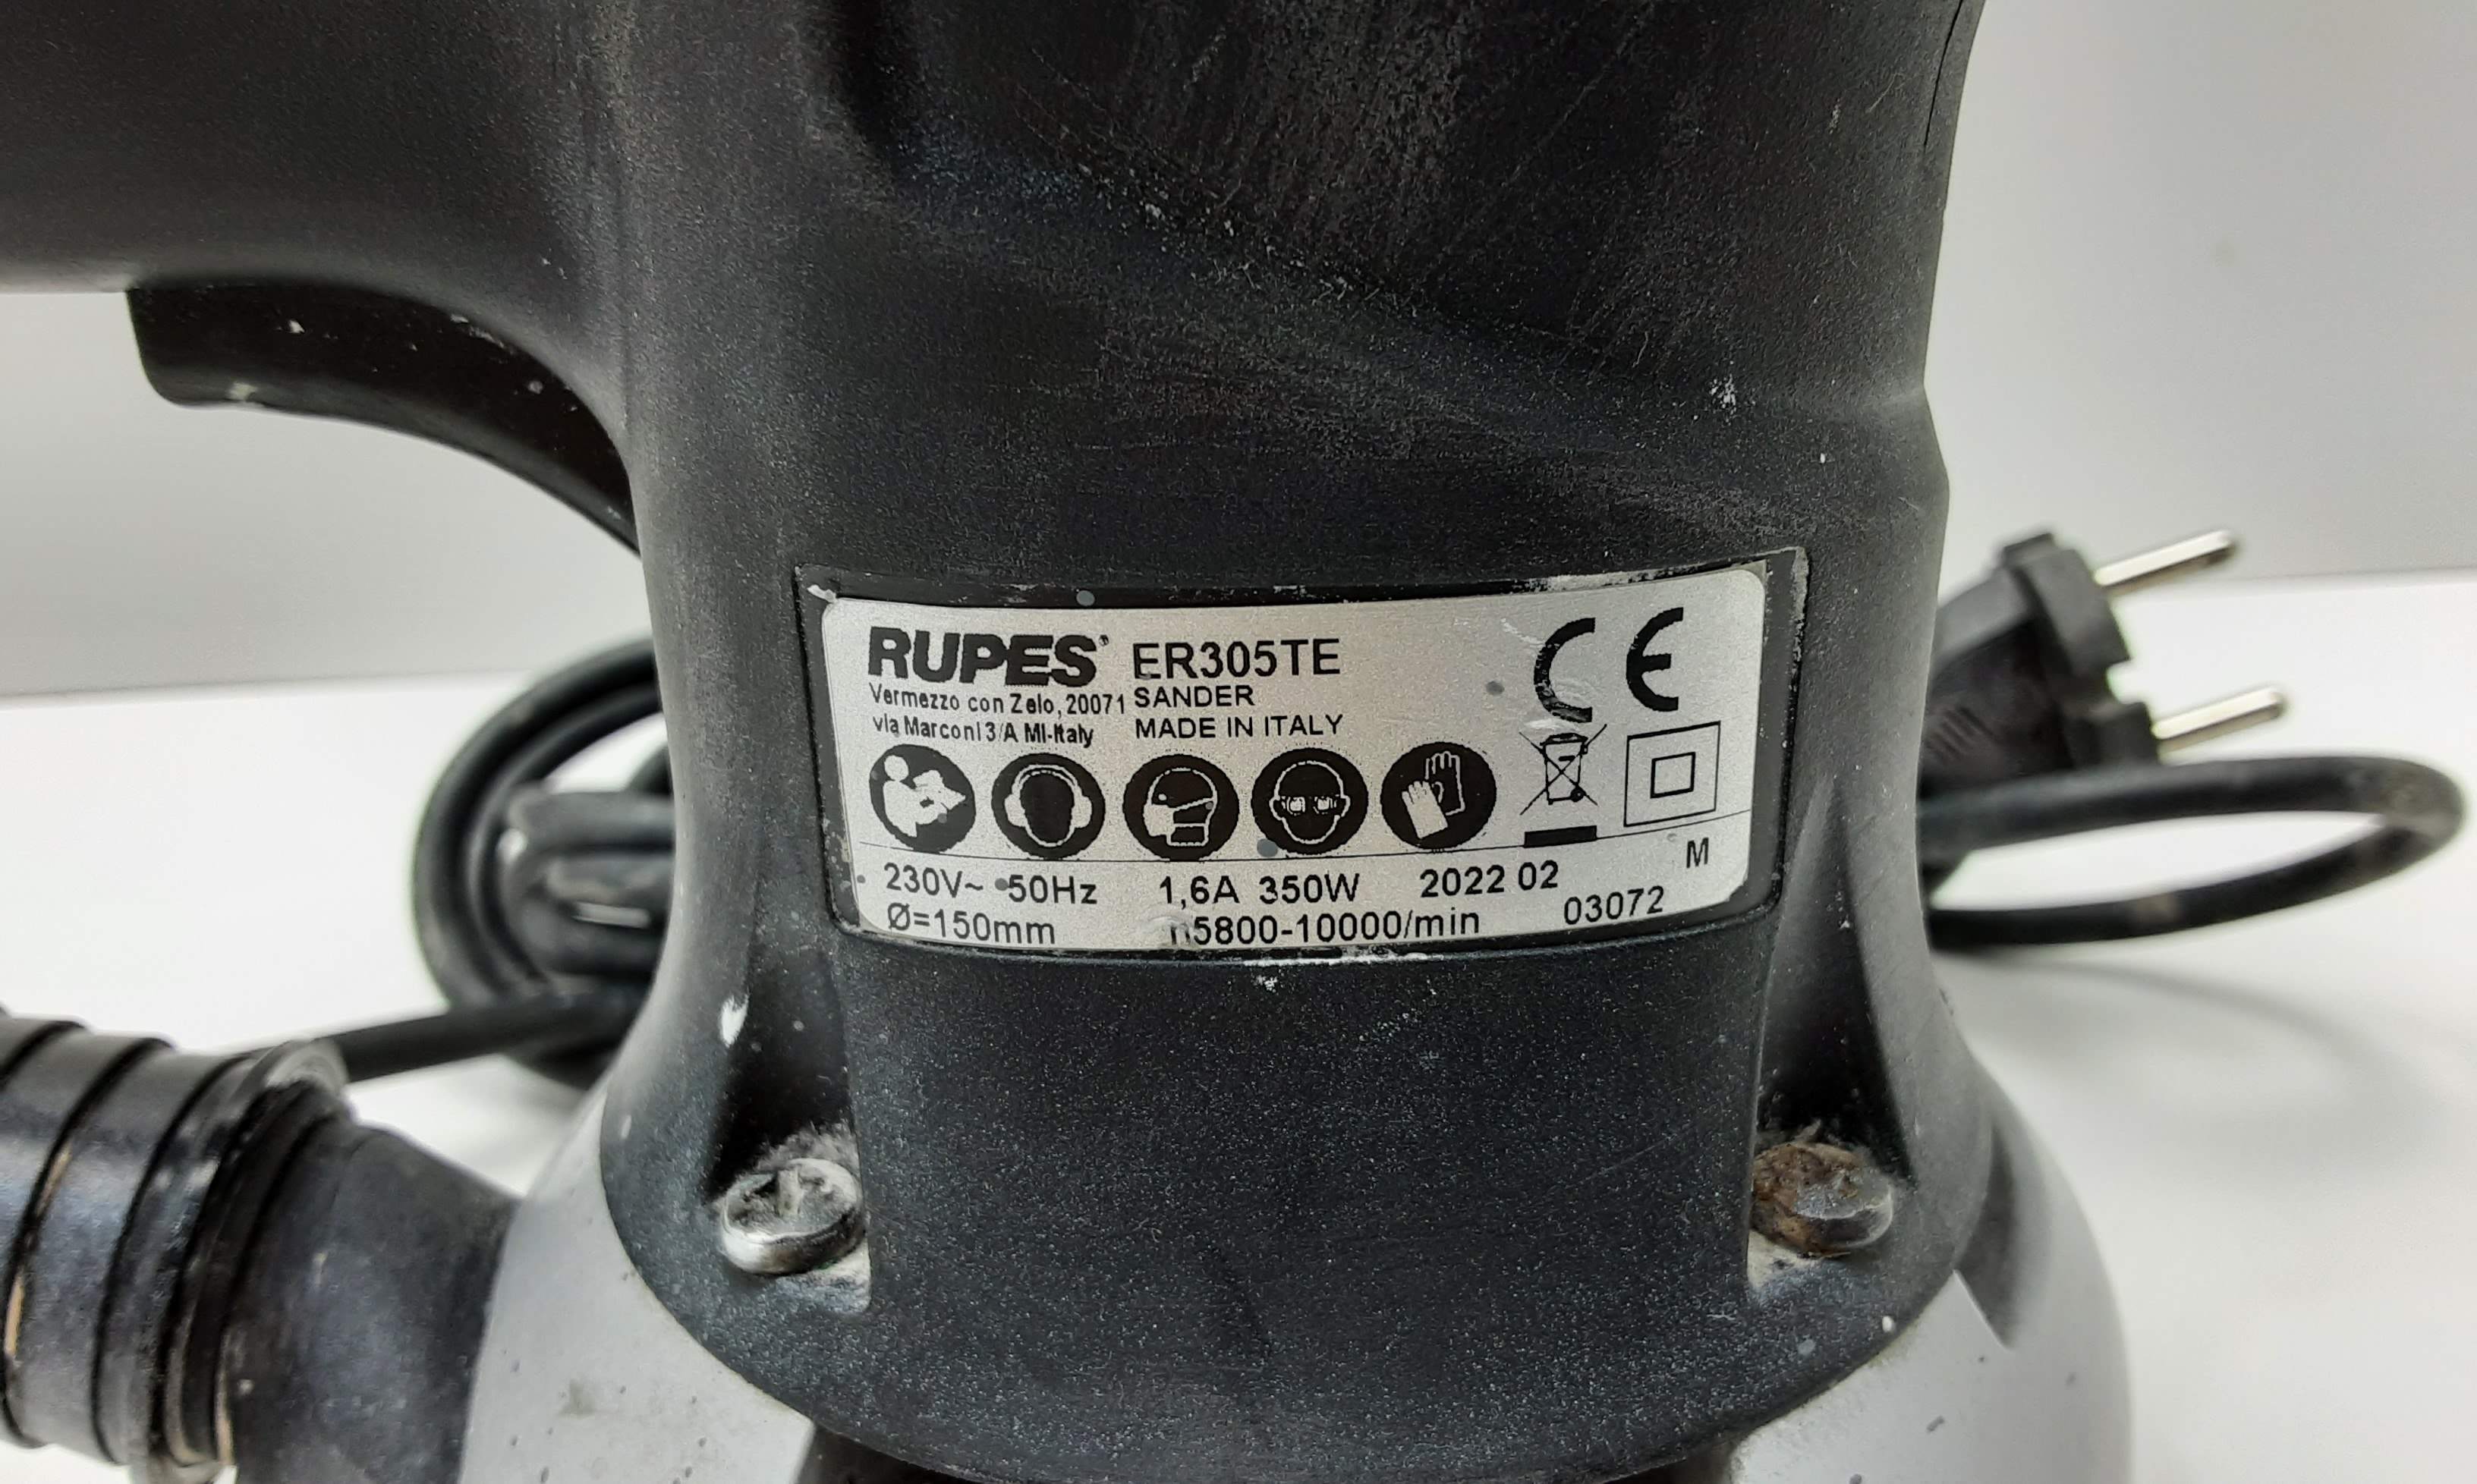 RUPES ER305TE
Vermezzo con Zelo, 20071 SANDER
via Marconi 3/A MI-Italy MADE IN ITALY
CE
M
230V~ 50Hz 1,6A 350W 2022 02
Ø=150mm n5800-10000/min 03072